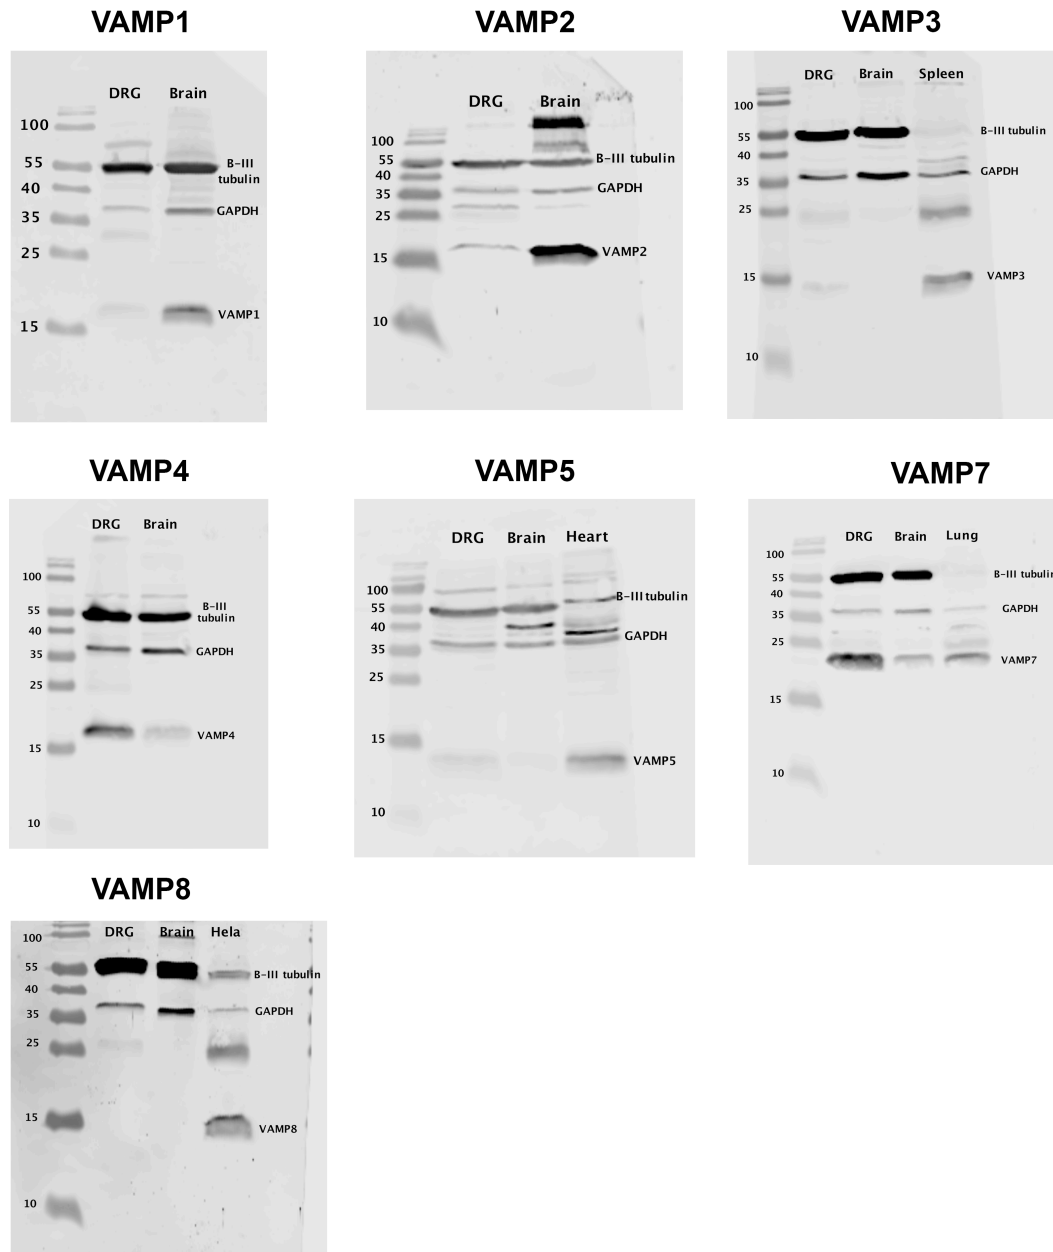 VAMP1
DRG Brain
100
55
40
35
25
15
B-III
tubulin
GAPDH
VAMP1
VAMP2
DRG Brain
100
55
40
35
25
15
10
B-III tubulin
GAPDH
VAMP2
VAMP3
DRG Brain Spleen
100
55
40
35
25
15
10
B-III tubulin
GAPDH
VAMP3
VAMP4
DRG Brain
100
55
40
35
25
15
10
B-III
tubulin
GAPDH
VAMP4
VAMP5
DRG Brain Heart
100
55
40
35
25
15
10
B-III tubulin
GAPDH
VAMP5
VAMP7
DRG Brain Lung
100
55
40
35
25
15
10
B-III tubulin
GAPDH
VAMP7
VAMP8
DRG Brain Hela
100
55
40
35
25
15
10
B-III tubulin
GAPDH
VAMP8